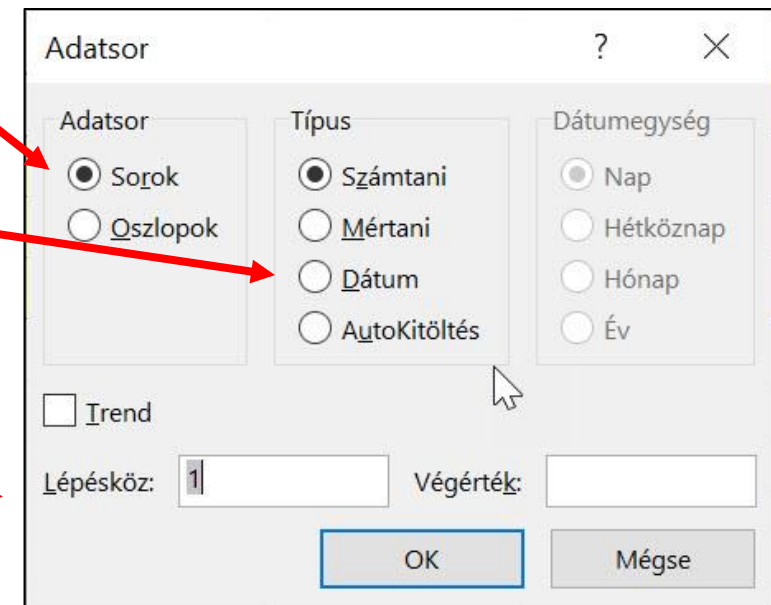 Adatsor ?
Adatsor Típus Dátumegység
Sorok Számtani Nap
Oszlopok Mértani Hétköznap
Dátum Hónap
AutoKitöltés Év
Trend
Lépésköz: 1 Végérték:
OK Mégse